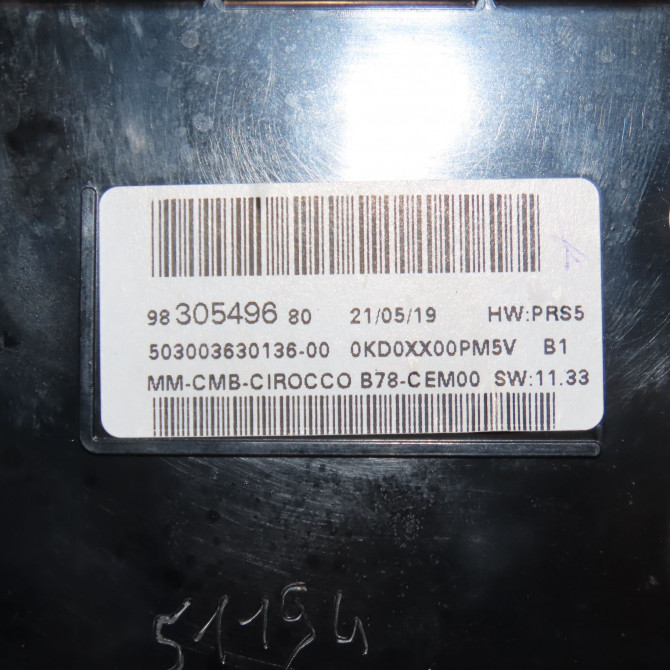 98 305496 80 21/05/19 HW:PRS5
503003630136-00 0KD0XX00PM5V B1
MM-CMB-CIROCCO B78-CEM00 SW:11.33
51194